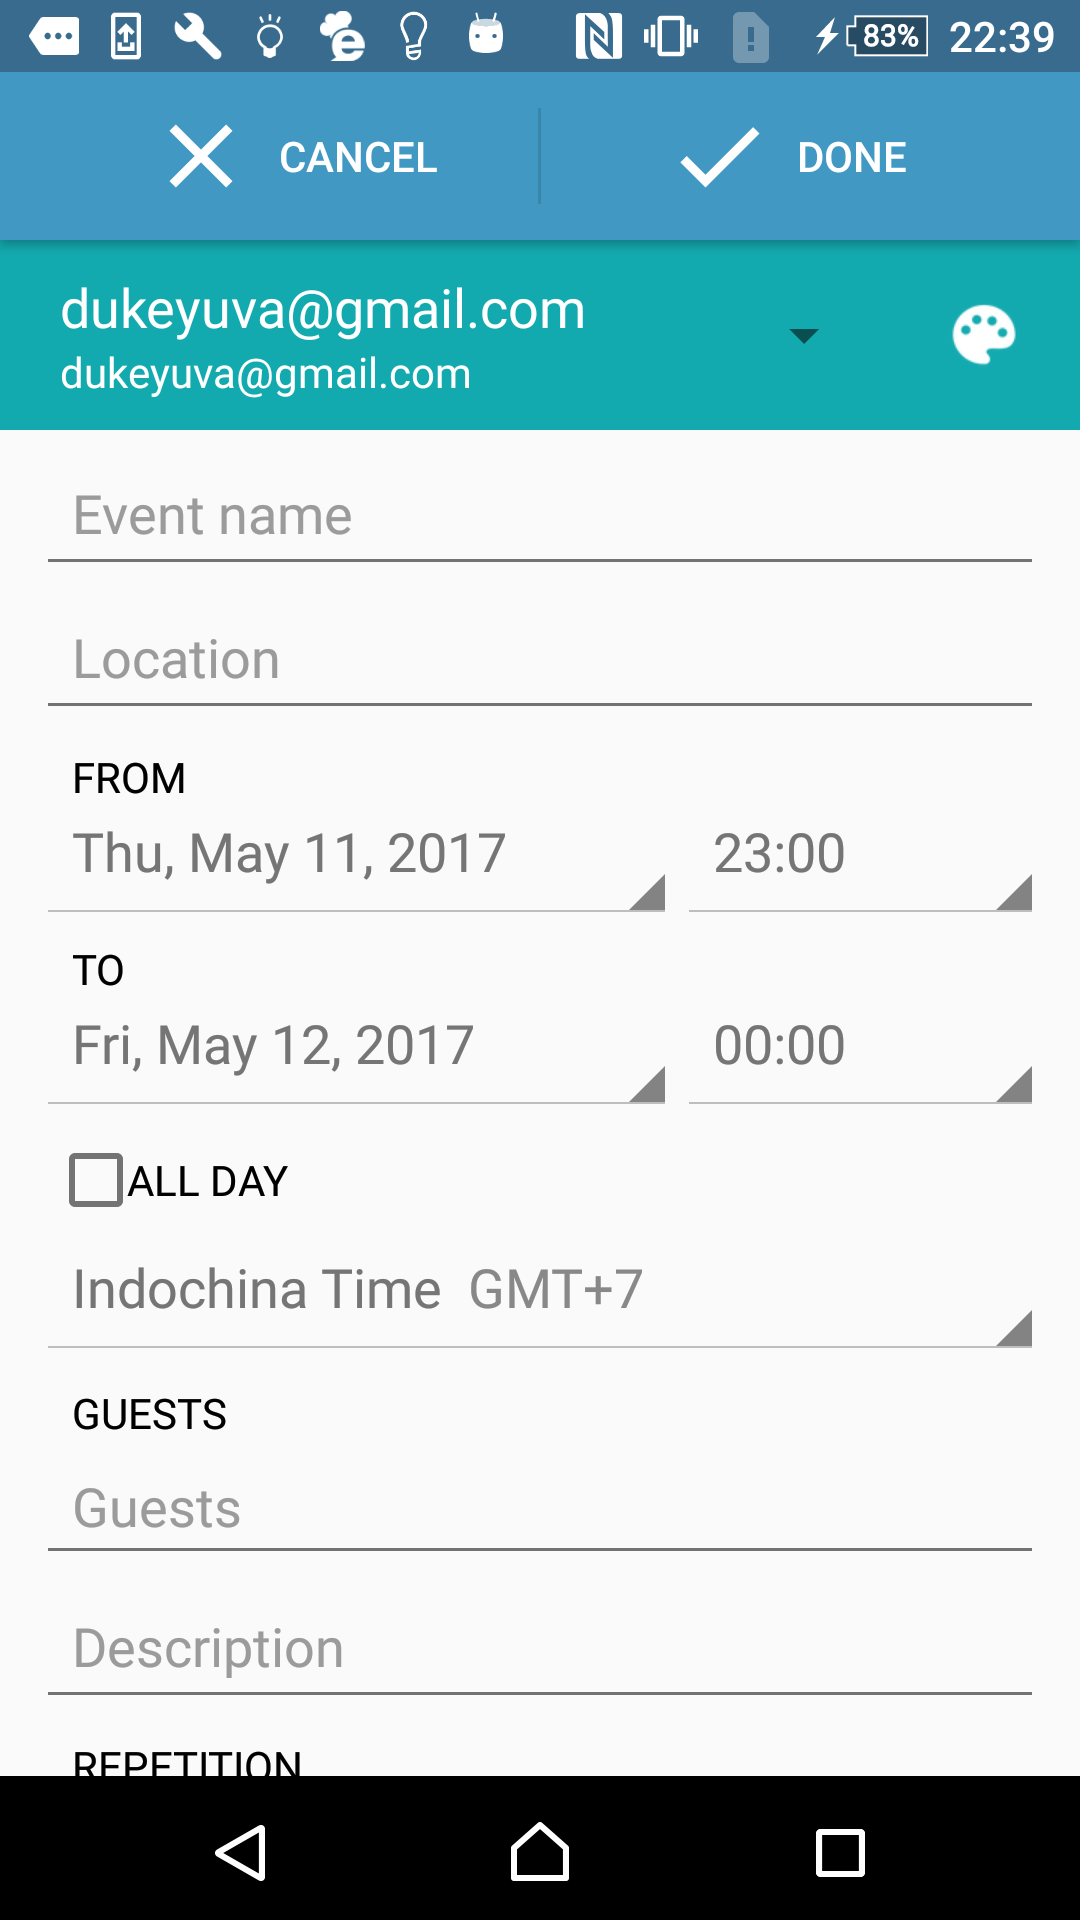 83% 22:39
CANCEL DONE
dukeyuva@gmail.com
dukeyuva@gmail.com
Event name
Location
FROM
Thu, May 11, 2017 23:00
TO
Fri, May 12, 2017 00:00
ALL DAY
Indochina Time GMT+7
GUESTS
Guests
Description
REPETITION